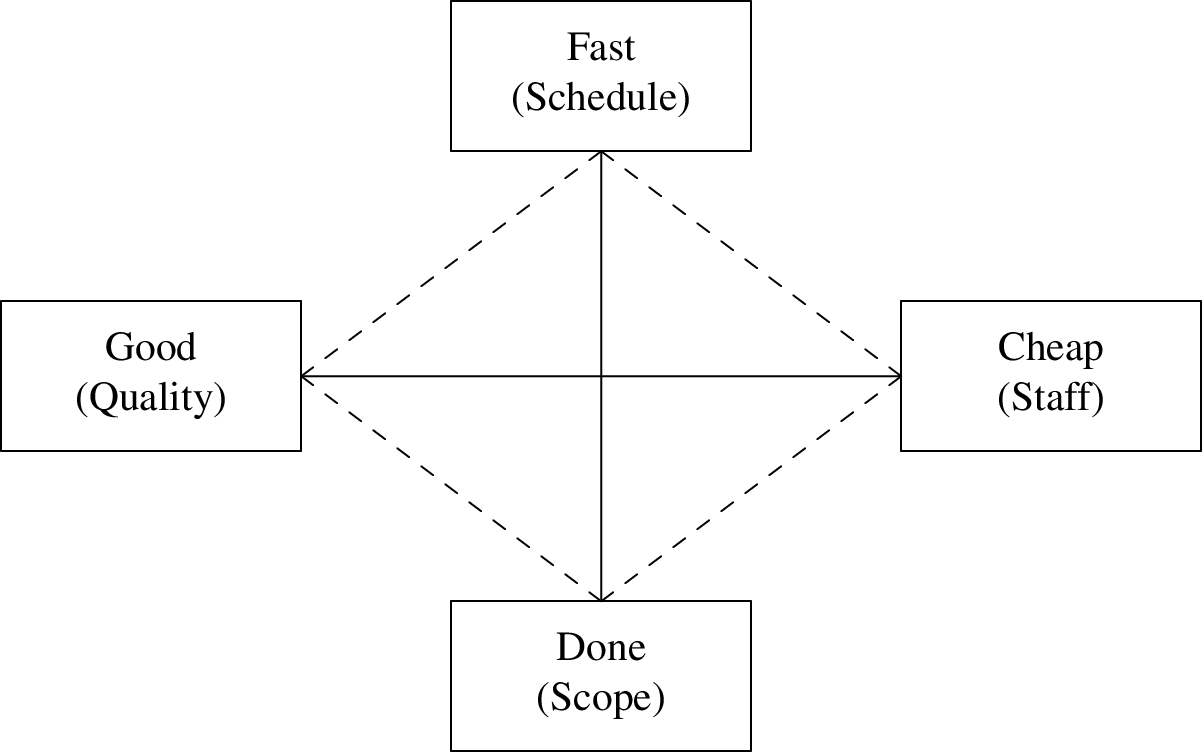 Fast
(Schedule)
Good
(Quality)
Cheap
(Staff)
Done
(Scope)